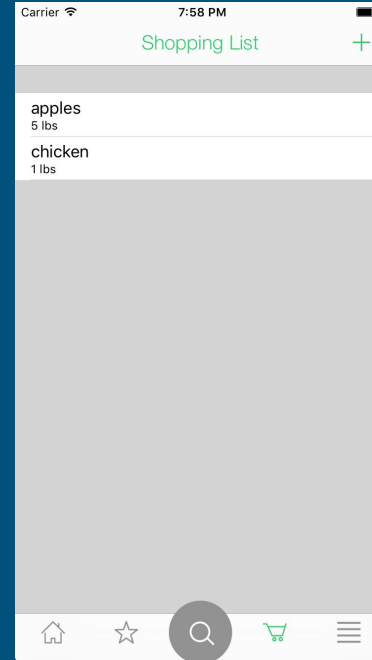 Carrier 7:58 PM
Shopping List +
apples
5 lbs
chicken
1 lbs